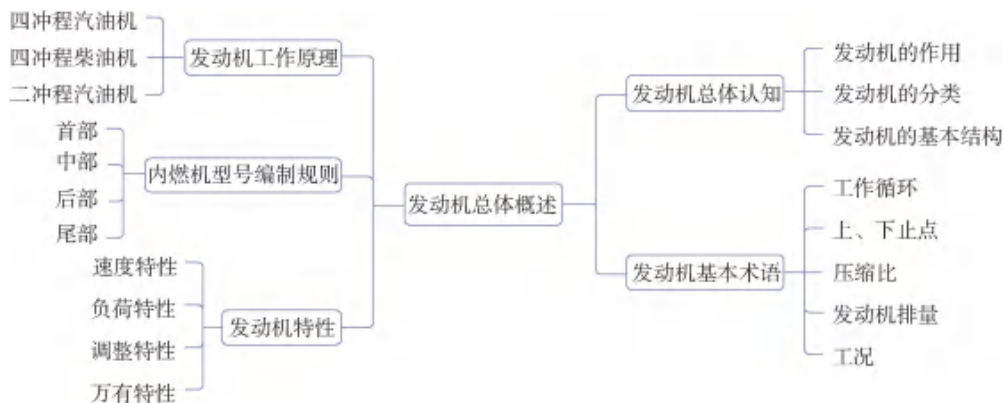 四冲程汽油机
四冲程柴油机
二冲程汽油机
发动机工作原理
首部
中部
后部
尾部
内燃机型号编制规则
速度特性
负荷特性
调整特性
万有特性
发动机特性
发动机总体概述
发动机总体认知
发动机的作用
发动机的分类
发动机的基本结构
发动机基本术语
工作循环
上、下止点
压缩比
发动机排量
工况